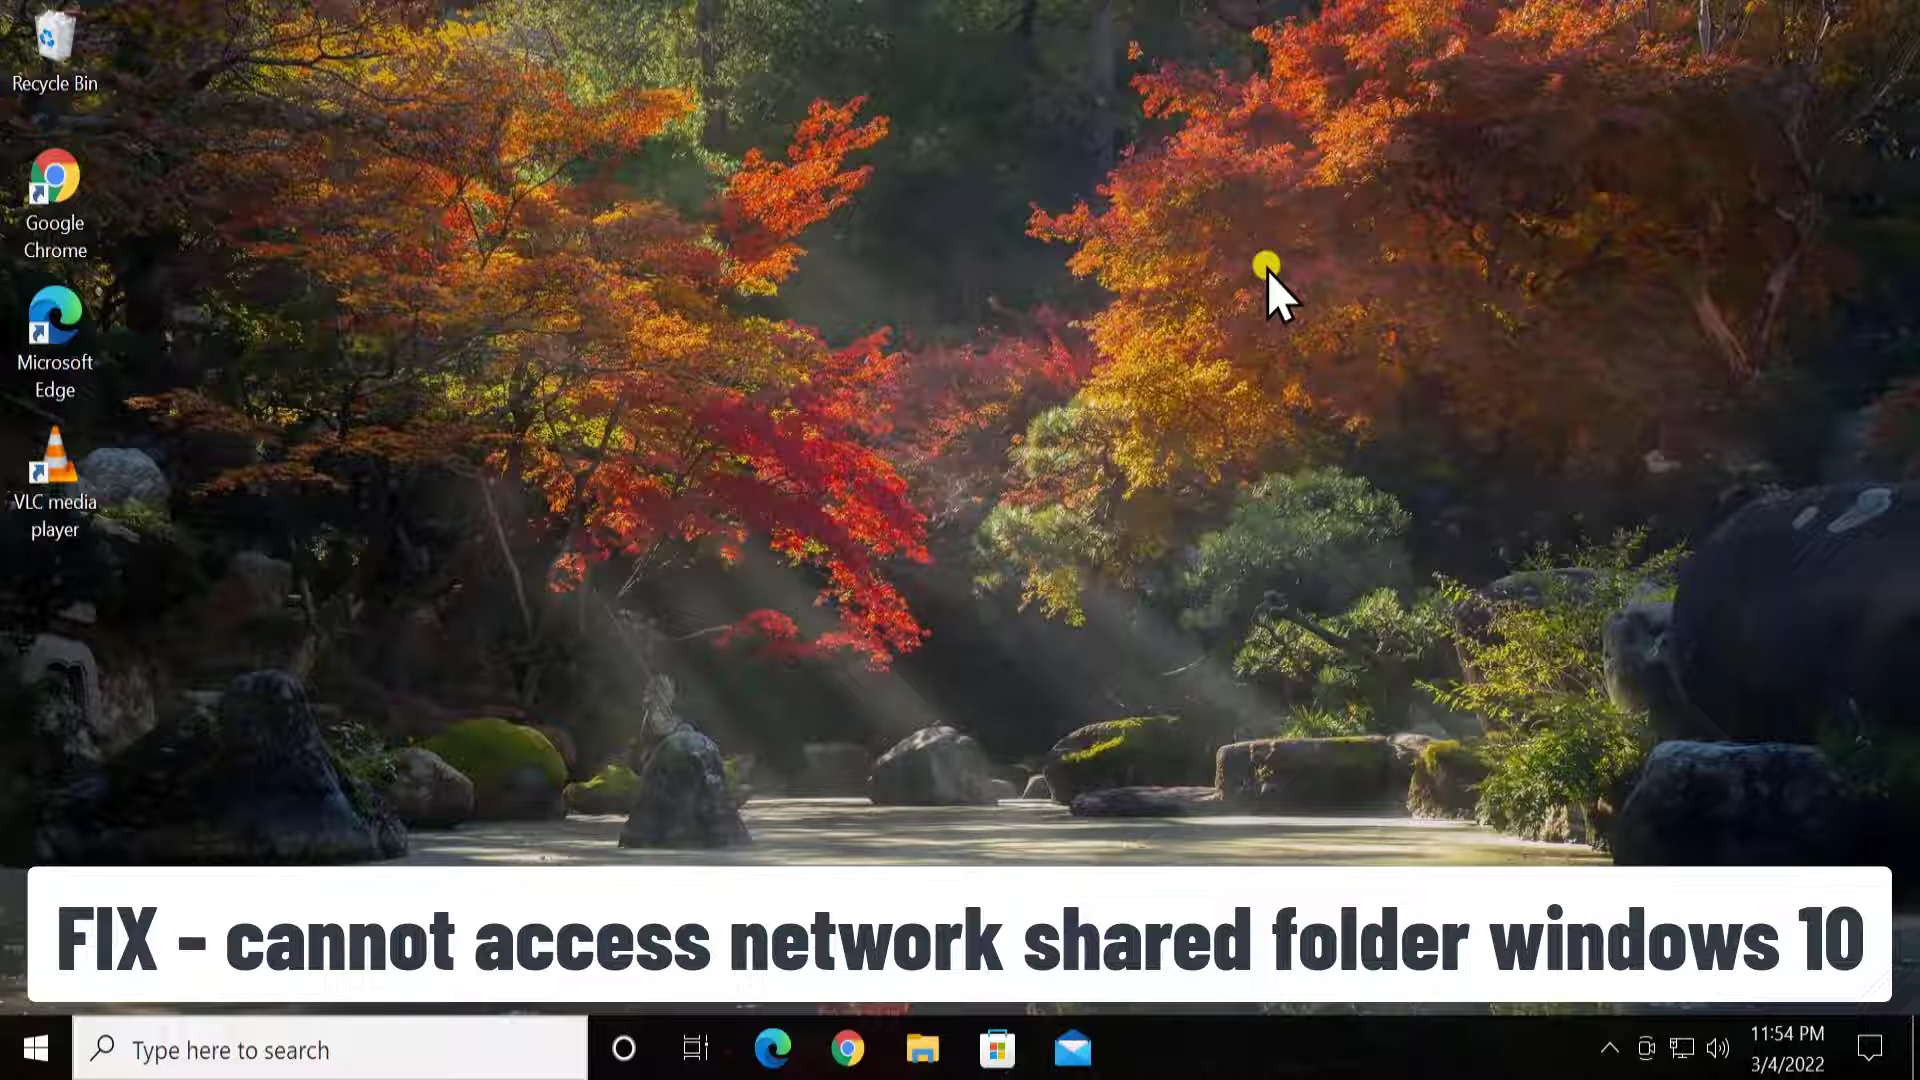 Recycle Bin
Google
Chrome
Microsoft
Edge
VLC media
player
FIX - cannot access network shared folder windows 10
Type here to search
11:54 PM
3/4/2022